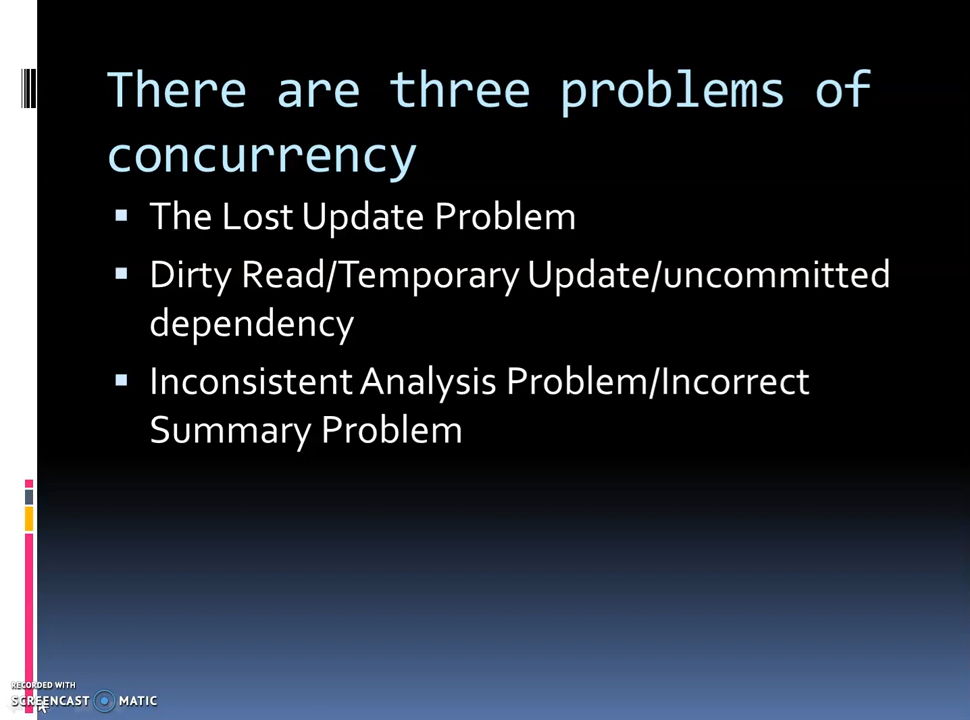 There are three problems of
concurrency
▪ The Lost Update Problem
▪ Dirty Read/Temporary Update/uncommitted
dependency
▪ Inconsistent Analysis Problem/Incorrect
Summary Problem
RECORDED WITH
SCREENCAST MATIC